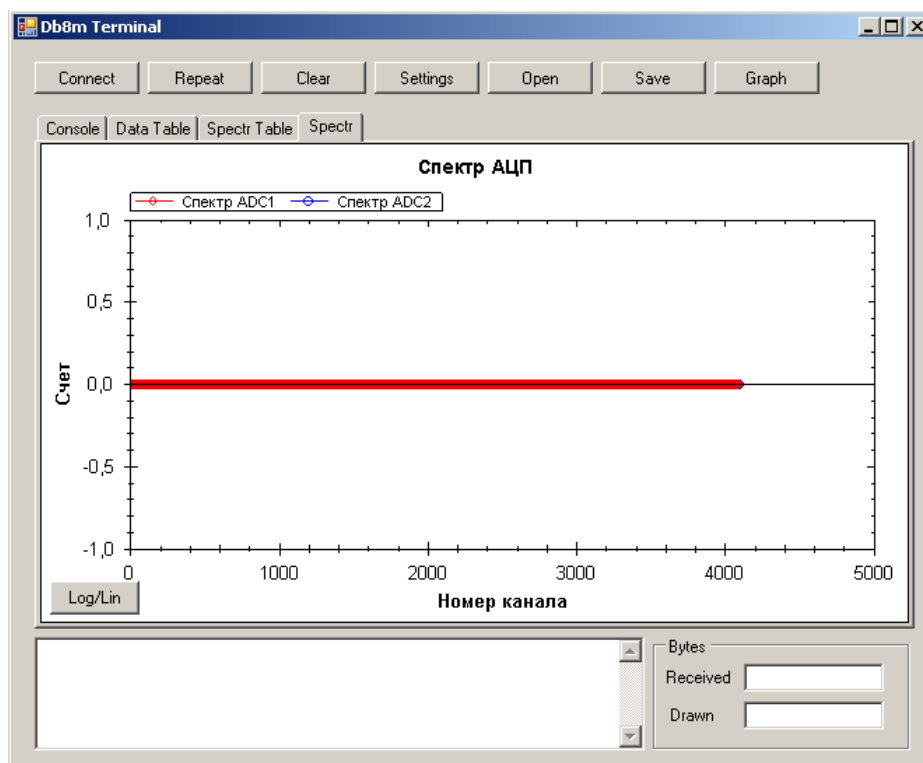 Db8m Terminal
Connect Repeat Clear Settings Open Save Graph
Console Data Table Spectr Table Spectr
Спектр АЦП
Спектр ADC1 Спектр ADC2
1,0
0,5
0,0
-0,5
-1,0
Счет
0 1000 2000 3000 4000 5000
Номер канала
Log/Lin
Bytes
Received
Drawn